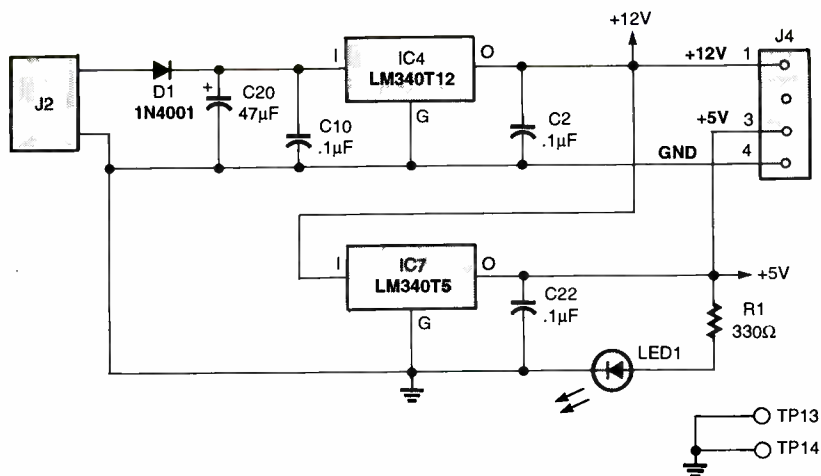 +12V
J4
J2
D1
1N4001
+
C20
47µF
C10
.1µF
I
IC4
LM340T12
O
G
C2
.1µF
+12V 1
+5V 3
GND 4
I
IC7
LM340T5
O
G
C22
.1µF
+5V
R1
330Ω
LED1
TP13
TP14